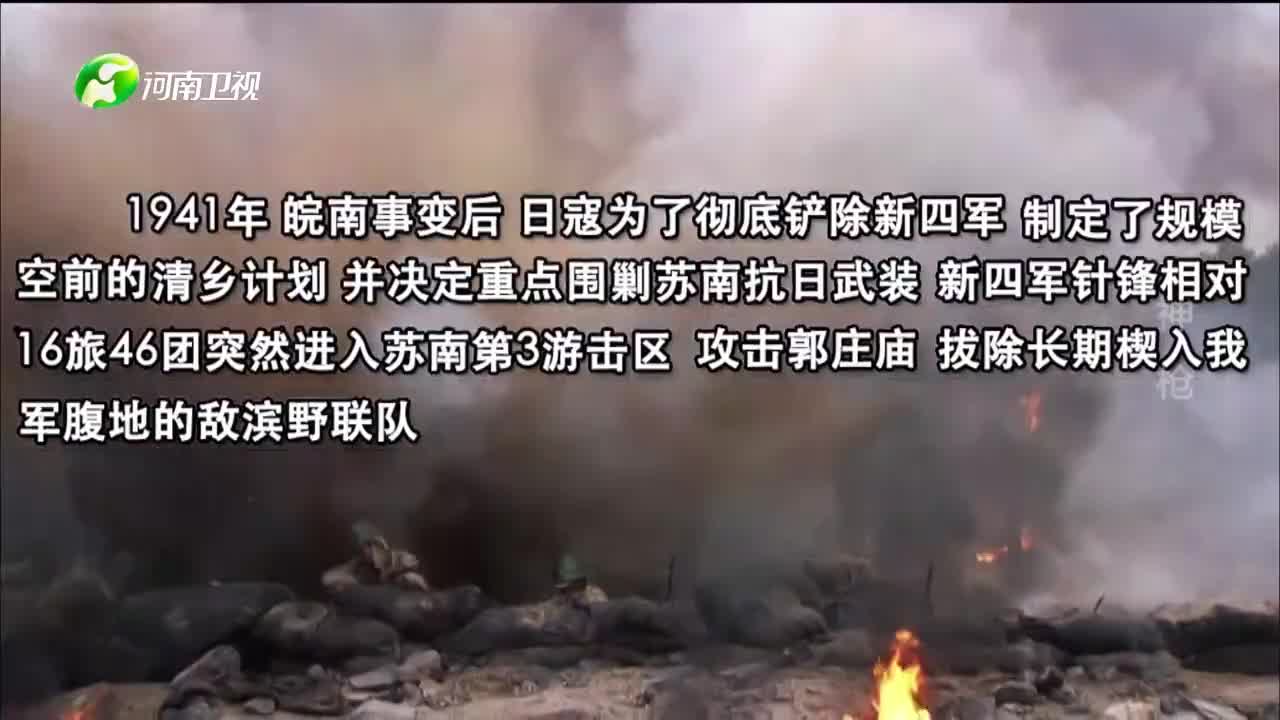 河南卫视
1941年 皖南事变后 日寇为了彻底铲除新四军 制定了规模
空前的清乡计划 并决定重点围剿苏南抗日武装 新四军针锋相对
16旅46团突然进入苏南第3游击区 攻击郭庄庙 拔除长期楔入我
军腹地的敌滨野联队
神枪